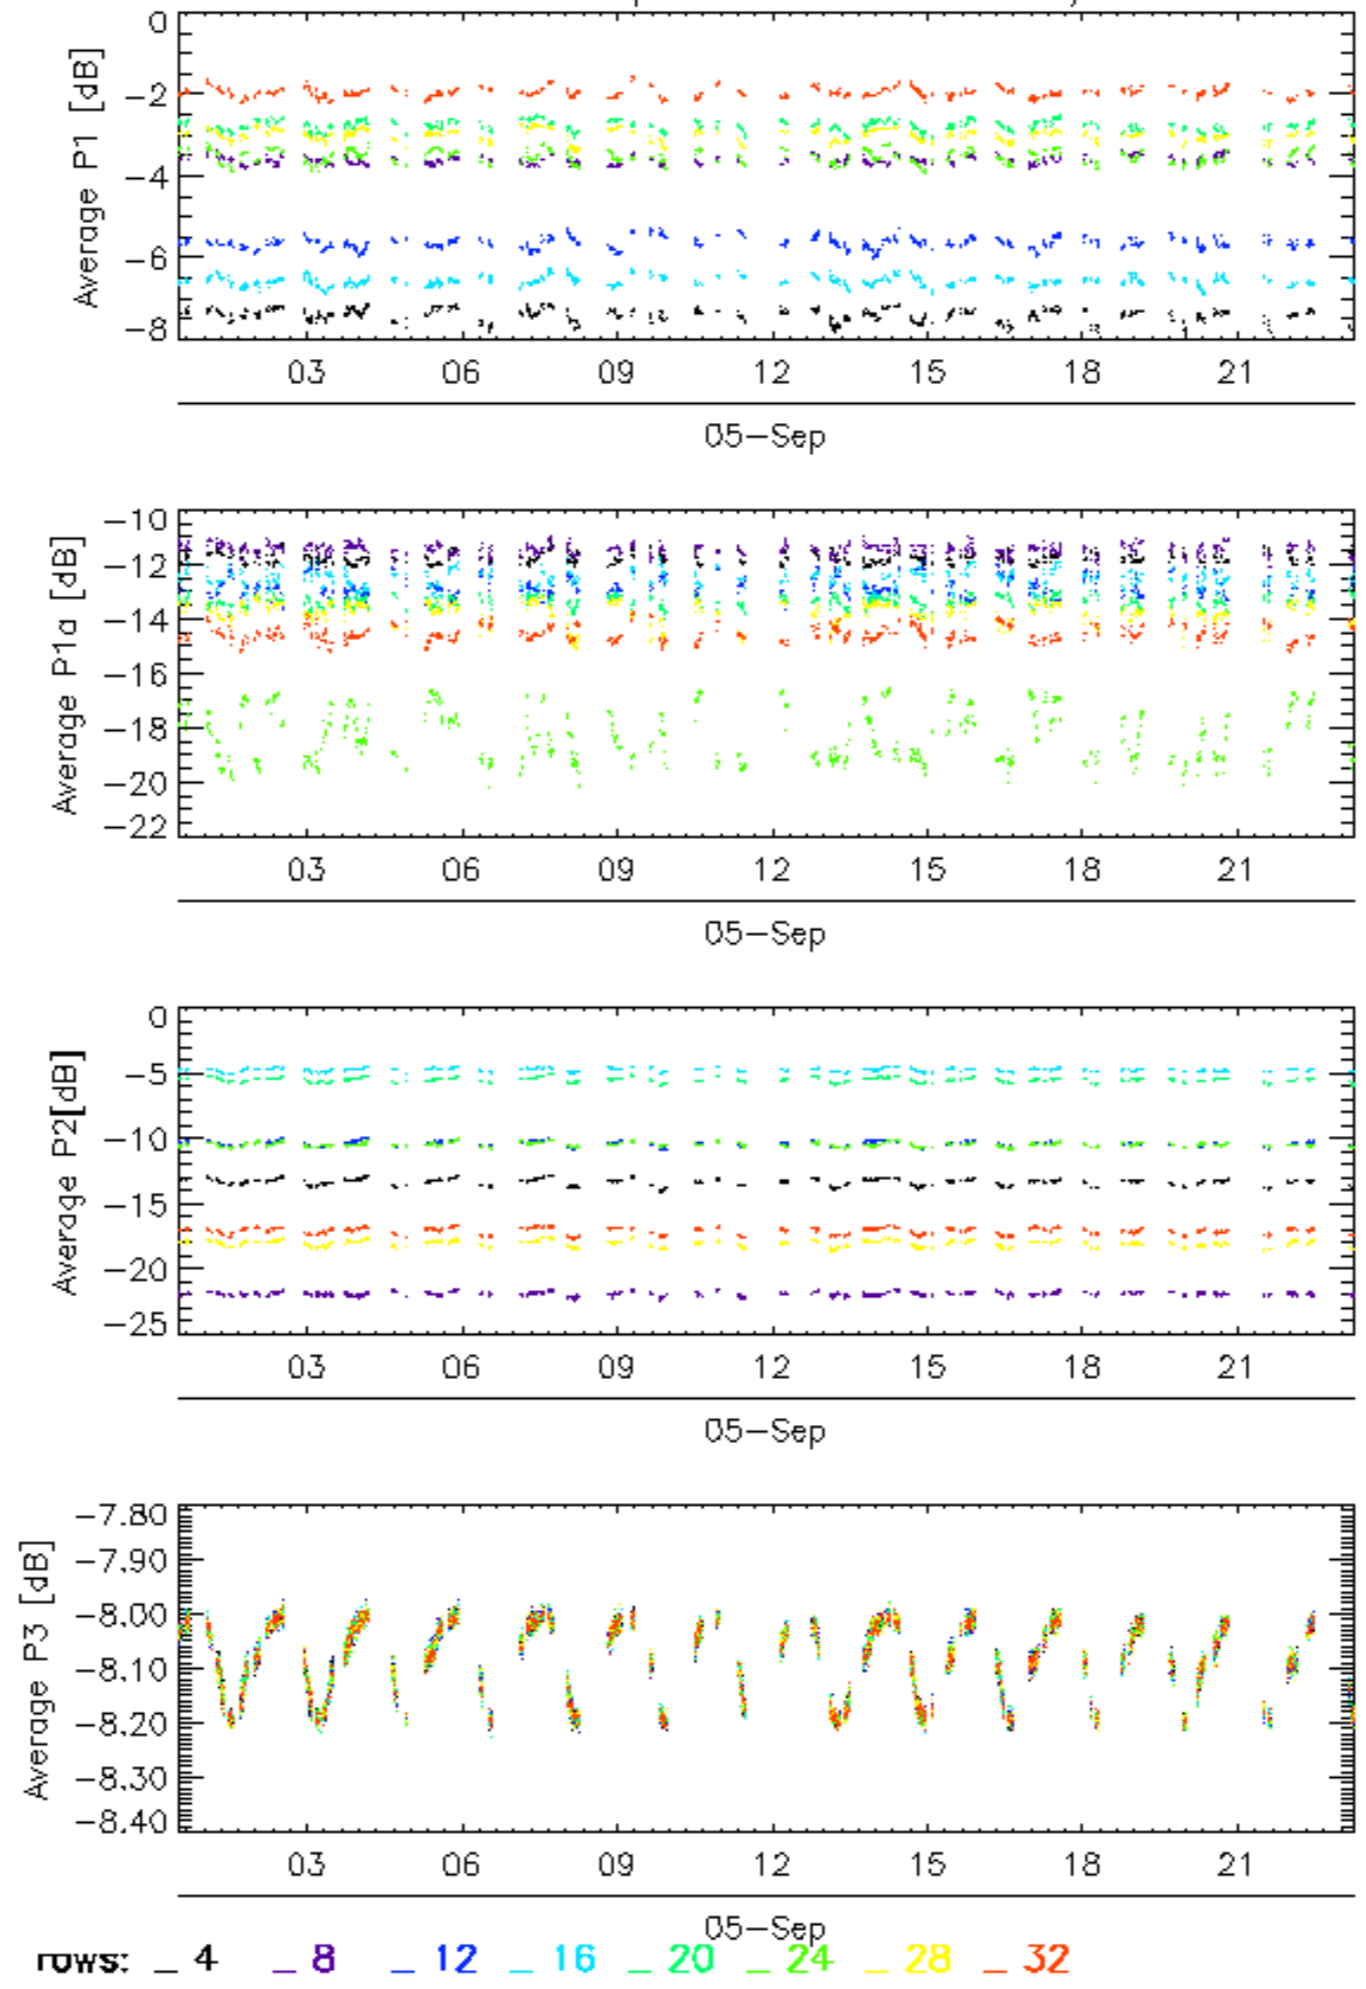 Average P1 [dB]
0
−2
−4
−6
−8
03 06 09 12 15 18 21
05−Sep
Average P1a [dB]
−10
−12
−14
−16
−18
−20
−22
03 06 09 12 15 18 21
05−Sep
Average P2[dB]
0
−5
−10
−15
−20
−25
03 06 09 12 15 18 21
05−Sep
Average P3 [dB]
−7.80
−7.90
−8.00
−8.10
−8.20
−8.30
−8.40
03 06 09 12 15 18 21
05−Sep
rows: _ 4 _ 8 _ 12 _ 16 _ 20 _ 24 _ 28 _ 32